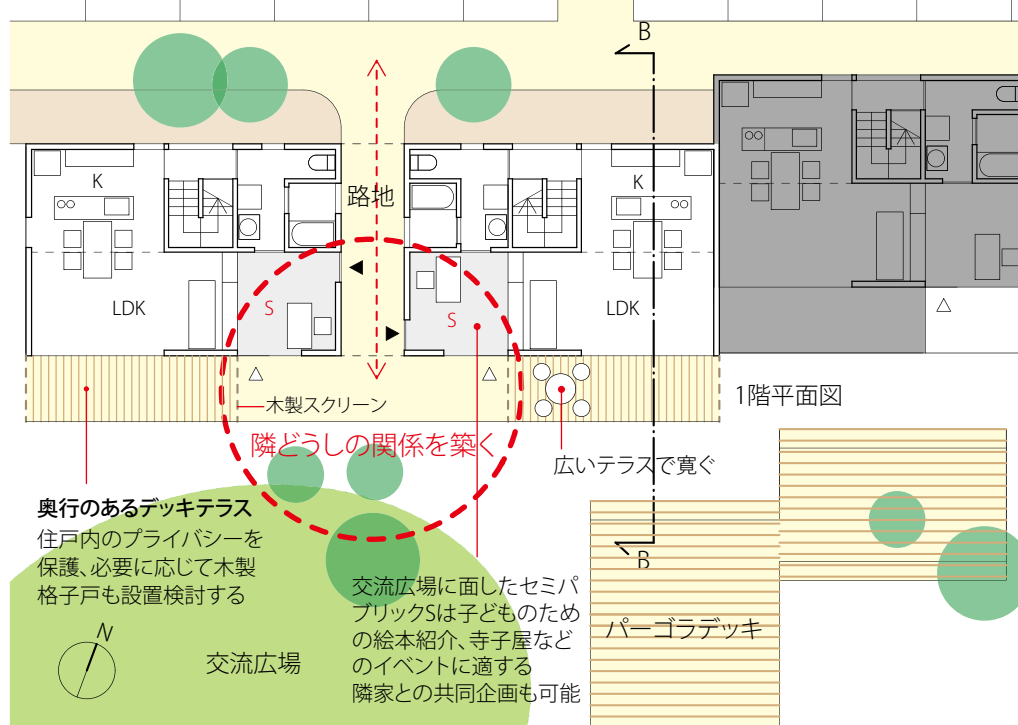 B
K
路地
K
LDK
S
S
LDK
木製スクリーン
1階平面図
隣どうしの関係を築く
広いテラスで寛ぐ
奥行のあるデッキテラス
住戸内のプライバシーを
保護、必要に応じて木製
格子戸も設置検討する
B
交流広場に面したセミパ
ブリックSは子どものため
の絵本紹介、寺子屋など
のイベントに適する
隣家との共同企画も可能
パーゴラデッキ
N
交流広場